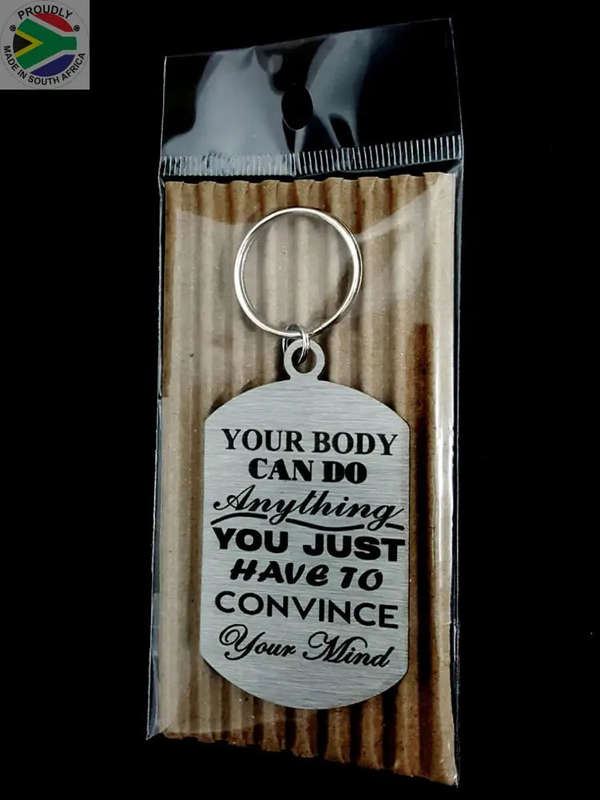 PROUDLY
MADE IN SOUTH AFRICA
YOUR BODY
CAN DO
Anything
YOU JUST
HAVE TO
CONVINCE
Your Mind